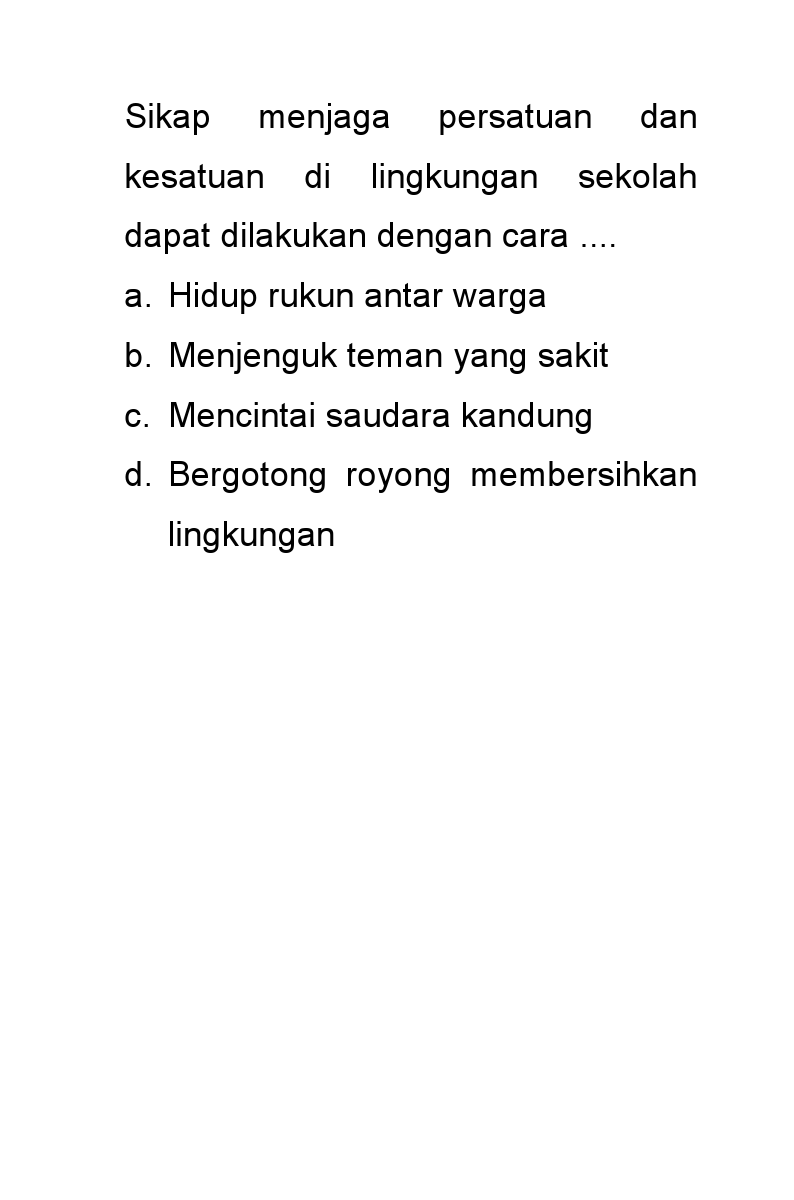 Sikap menjaga persatuan dan
kesatuan di lingkungan sekolah
dapat dilakukan dengan cara ....
a. Hidup rukun antar warga
b. Menjenguk teman yang sakit
c. Mencintai saudara kandung
d. Bergotong royong membersihkan
lingkungan